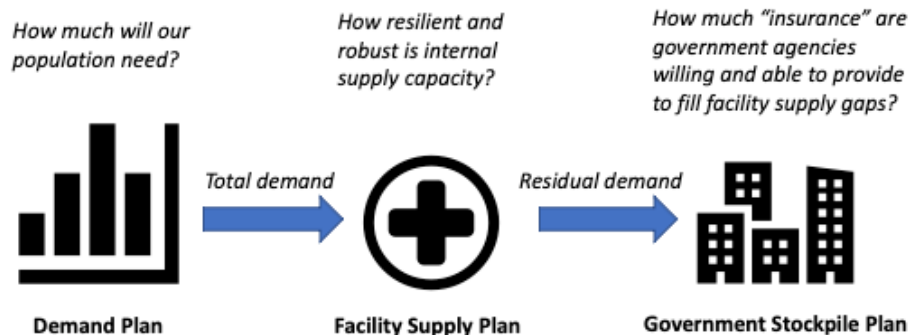 How much will our
population need?
How resilient and
robust is internal
supply capacity?
How much “insurance” are
government agencies
willing and able to provide
to fill facility supply gaps?
Total demand
Residual demand
Demand Plan
Facility Supply Plan
Government Stockpile Plan